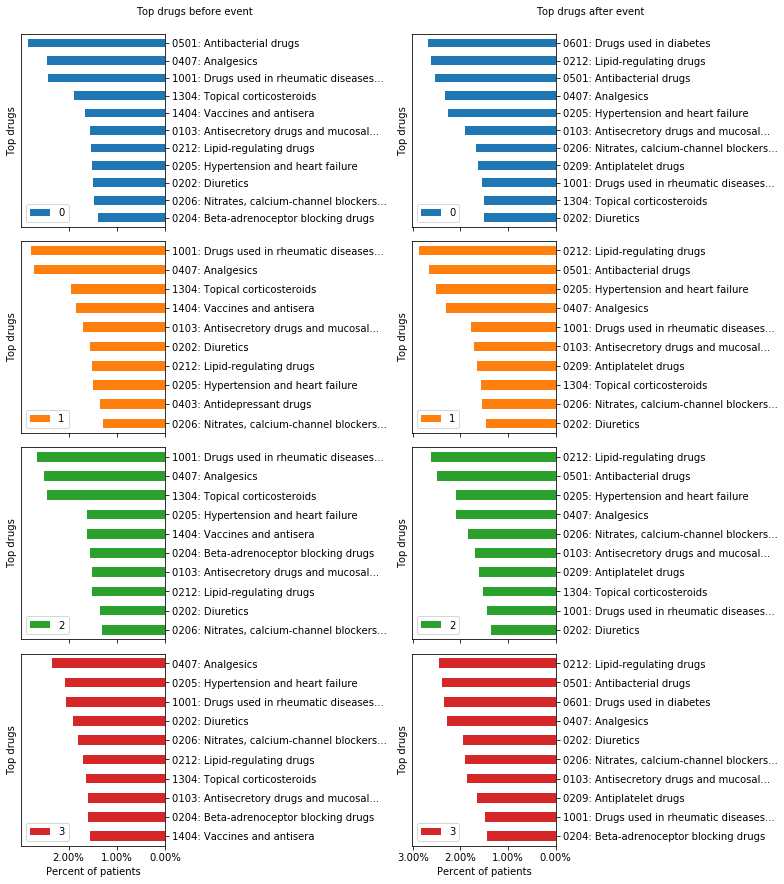 Top drugs before event
Top drugs
0501: Antibacterial drugs
0407: Analgesics
1001: Drugs used in rheumatic diseases...
1304: Topical corticosteroids
1404: Vaccines and antisera
0103: Antisecretory drugs and mucosal...
0212: Lipid-regulating drugs
0205: Hypertension and heart failure
0202: Diuretics
0206: Nitrates, calcium-channel blockers...
0204: Beta-adrenoceptor blocking drugs
0
Top drugs
1001: Drugs used in rheumatic diseases...
0407: Analgesics
1304: Topical corticosteroids
1404: Vaccines and antisera
0103: Antisecretory drugs and mucosal...
0202: Diuretics
0212: Lipid-regulating drugs
0205: Hypertension and heart failure
0403: Antidepressant drugs
0206: Nitrates, calcium-channel blockers...
1
Top drugs
1001: Drugs used in rheumatic diseases...
0407: Analgesics
1304: Topical corticosteroids
0205: Hypertension and heart failure
1404: Vaccines and antisera
0204: Beta-adrenoceptor blocking drugs
0103: Antisecretory drugs and mucosal...
0212: Lipid-regulating drugs
0202: Diuretics
0206: Nitrates, calcium-channel blockers...
2
Top drugs
0407: Analgesics
0205: Hypertension and heart failure
1001: Drugs used in rheumatic diseases...
0202: Diuretics
0206: Nitrates, calcium-channel blockers...
0212: Lipid-regulating drugs
1304: Topical corticosteroids
0103: Antisecretory drugs and mucosal...
0204: Beta-adrenoceptor blocking drugs
1404: Vaccines and antisera
3
2.00% 1.00% 0.00%
Percent of patients
Top drugs after event
Top drugs
0601: Drugs used in diabetes
0212: Lipid-regulating drugs
0501: Antibacterial drugs
0407: Analgesics
0205: Hypertension and heart failure
0103: Antisecretory drugs and mucosal...
0206: Nitrates, calcium-channel blockers...
0209: Antiplatelet drugs
1001: Drugs used in rheumatic diseases...
1304: Topical corticosteroids
0202: Diuretics
0
Top drugs
0212: Lipid-regulating drugs
0501: Antibacterial drugs
0205: Hypertension and heart failure
0407: Analgesics
1001: Drugs used in rheumatic diseases...
0103: Antisecretory drugs and mucosal...
0209: Antiplatelet drugs
1304: Topical corticosteroids
0206: Nitrates, calcium-channel blockers...
0202: Diuretics
1
Top drugs
0212: Lipid-regulating drugs
0501: Antibacterial drugs
0205: Hypertension and heart failure
0407: Analgesics
0206: Nitrates, calcium-channel blockers...
0103: Antisecretory drugs and mucosal...
0209: Antiplatelet drugs
1304: Topical corticosteroids
1001: Drugs used in rheumatic diseases...
0202: Diuretics
2
Top drugs
0212: Lipid-regulating drugs
0501: Antibacterial drugs
0601: Drugs used in diabetes
0407: Analgesics
0202: Diuretics
0206: Nitrates, calcium-channel blockers...
0103: Antisecretory drugs and mucosal...
0209: Antiplatelet drugs
1001: Drugs used in rheumatic diseases...
0204: Beta-adrenoceptor blocking drugs
3
3.00% 2.00% 1.00% 0.00%
Percent of patients